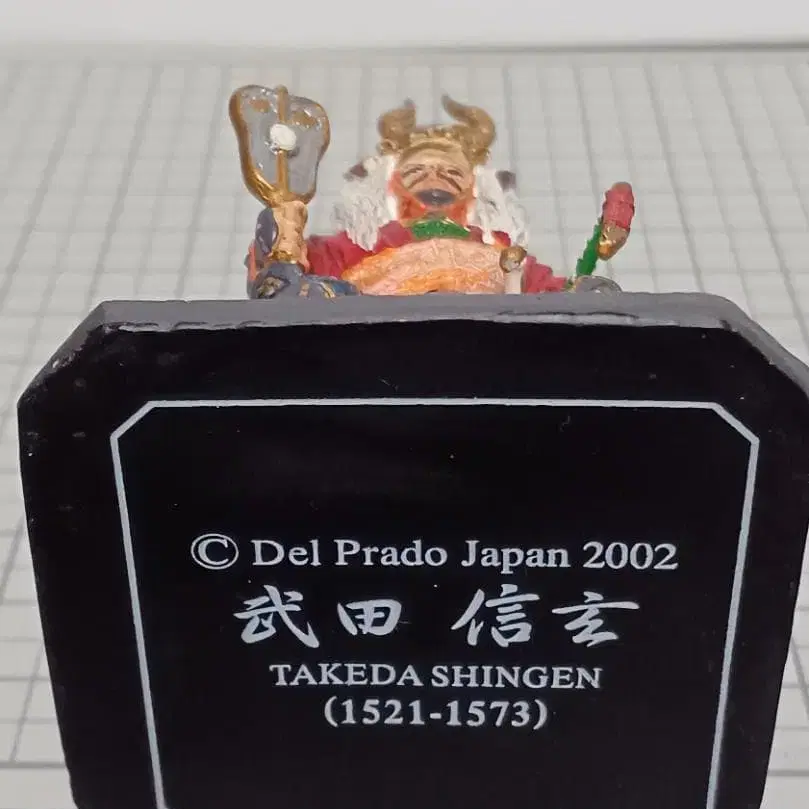 © Del Prado Japan 2002
武田 信玄
TAKEDA SHINGEN
(1521-1573)